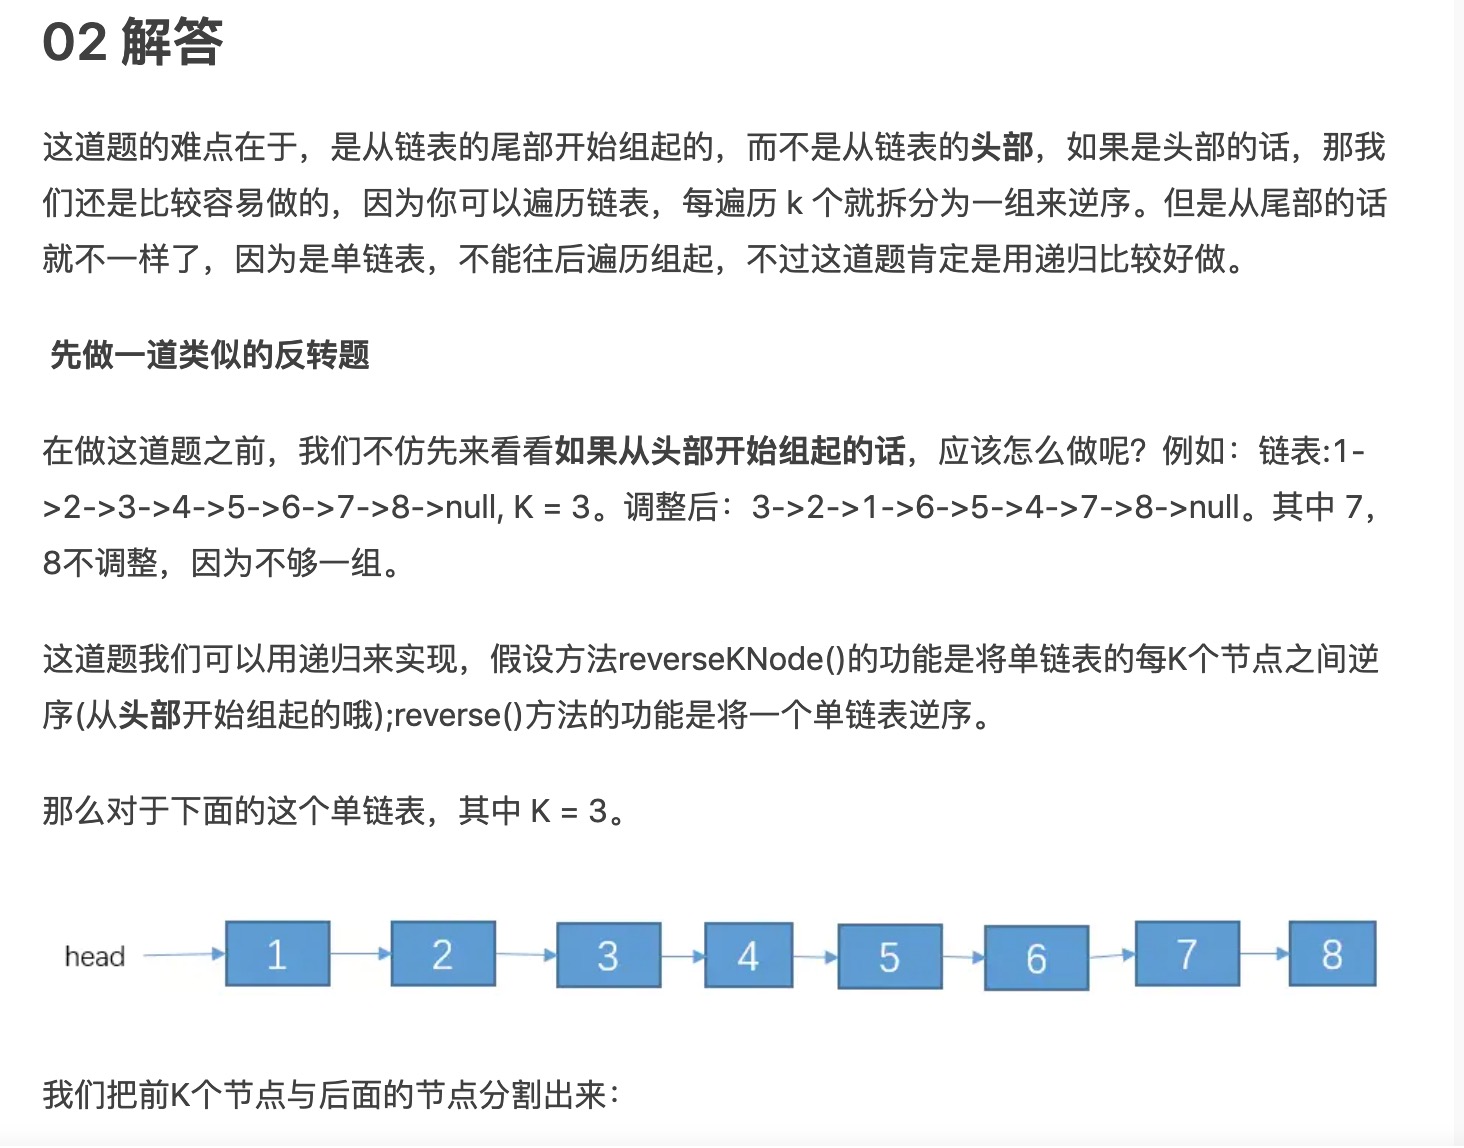 02 解答
这道题的难点在于，是从链表的尾部开始组起的，而不是从链表的头部，如果是头部的话，那我
们还是比较容易做的，因为你可以遍历链表，每遍历 k 个就拆分为一组来逆序。但是从尾部的话
就不一样了，因为是单链表，不能往后遍历组起，不过这道题肯定是用递归比较好做。
先做一道类似的反转题
在做这道题之前，我们不仿先来看看如果从头部开始组起的话，应该怎么做呢？例如：链表:1-
>2->3->4->5->6->7->8->null, K = 3。调整后：3->2->1->6->5->4->7->8->null。其中 7，
8不调整，因为不够一组。
这道题我们可以用递归来实现，假设方法reverseKNode()的功能是将单链表的每K个节点之间逆
序(从头部开始组起的哦);reverse()方法的功能是将一个单链表逆序。
那么对于下面的这个单链表，其中 K = 3。
head 1 2 3 4 5 6 7 8
我们把前K个节点与后面的节点分割出来：